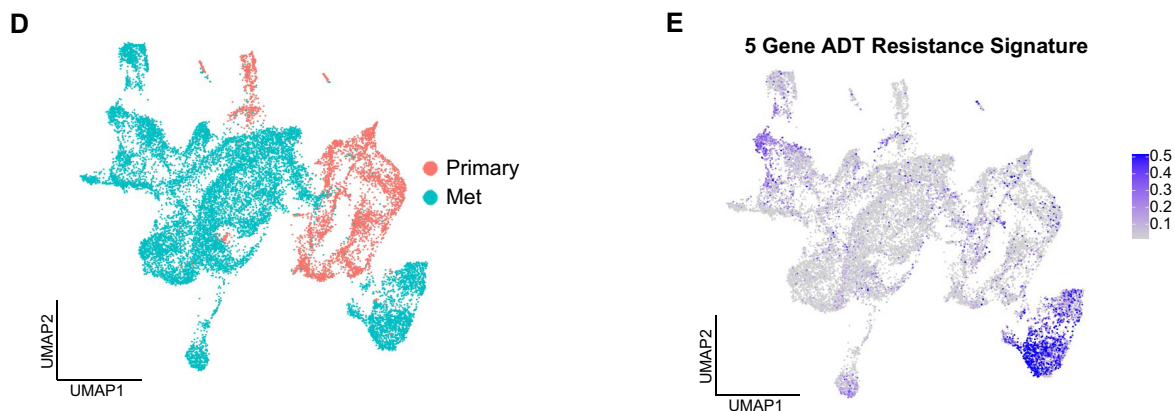 D
Primary
Met
UMAP2
UMAP1
E
5 Gene ADT Resistance Signature
0.5
0.4
0.3
0.2
0.1
UMAP2
UMAP1